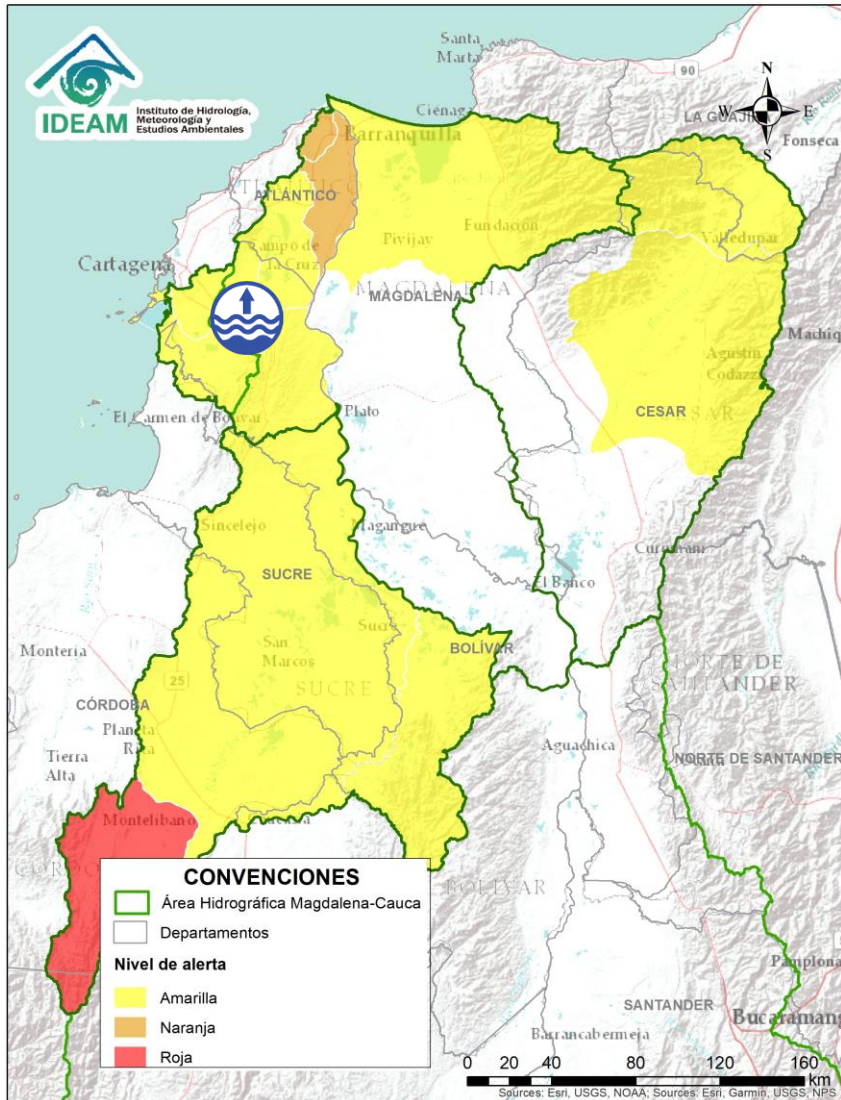 IDEAM
Instituto de Hidrología,
Meteorología y
Estudios Ambientales
Santa
Marta
90
N
W
E
S
LA GUAJIRA
Fonseca
Ciénaga
Barranquilla
ATLÁNTICO
Campo de
la Cruz
Pivijay
Fundación
Valledupar
Cartagena
MAGDALENA
MAGDALENA
Agustín
Codazzi
El Carmen de Bolívar
Plato
CESAR
Sincelejo
Magangue
Curumaní
SUCRE
El Banco
Sucre
San
Marcos
BOLÍVAR
Montería
25
SUCRE
NORTE DE
SANTANDER
CÓRDOBA
Planeta
Rica
Tierra
Alta
Aguachica
NORTE DE SANTANDER
Montelíbano
BOLÍVAR
CONVENCIONES
Área Hidrográfica Magdalena-Cauca
Departamentos
Nivel de alerta
Amarilla
Naranja
Roja
Pamplona
SANTANDER
Bucaramang
Barrancabermeja
0 20 40 80 120 160
Km
Sources: Esri, USGS, NOAA; Sources: Esri, Garmin, USGS, NPS